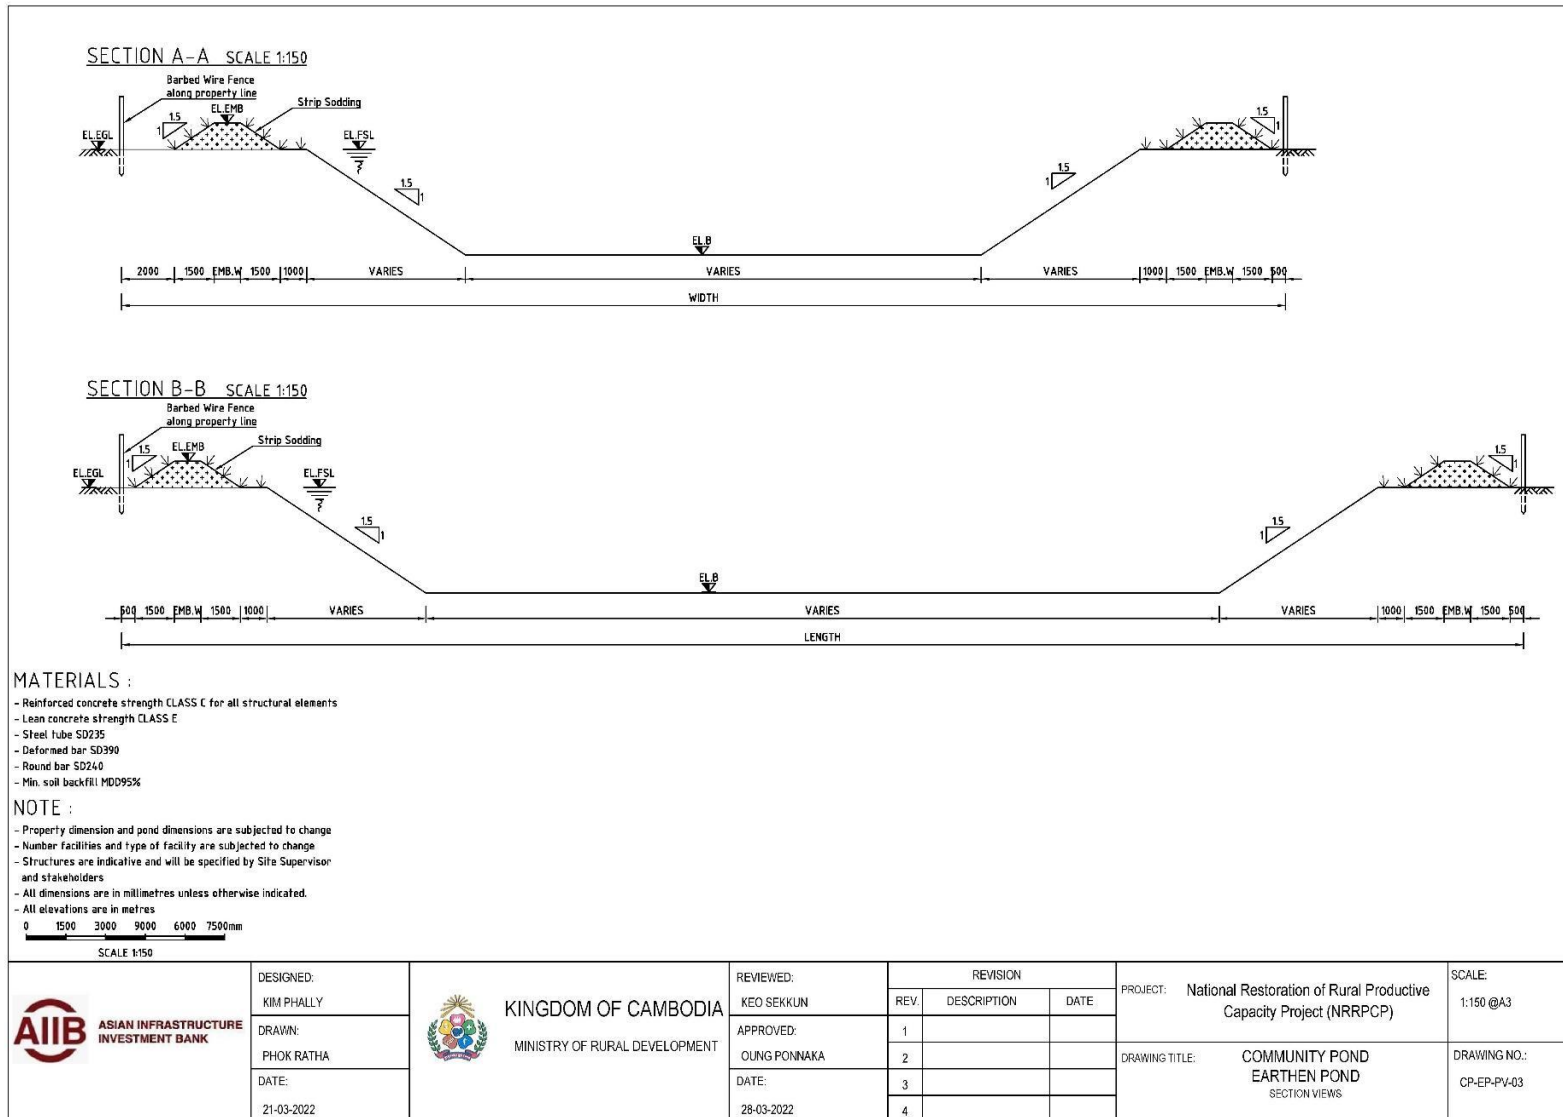 SECTION A-A SCALE 1:150
Barbed Wire Fence
along property line
Strip Sodding
EL.EMB
1.5
1
EL.EGL
EL.FSL
1.5
1
1.5
1
1.5
1
EL.B
2000 1500 EMB.W 1500 1000 VARIES VARIES VARIES 1000 1500 EMB.W 1500 500
WIDTH
SECTION B-B SCALE 1:150
Barbed Wire Fence
along property line
Strip Sodding
EL.EMB
1.5
1
EL.EGL
EL.FSL
1.5
1
1.5
1
1.5
1
EL.B
500 1500 EMB.W 1500 1000 VARIES VARIES VARIES 1000 1500 EMB.W 1500 500
LENGTH
MATERIALS :
- Reinforced concrete strength CLASS C for all structural elements
- Lean concrete strength CLASS E
- Steel tube SD235
- Deformed bar SD390
- Round bar SD240
- Min. soil backfill MDD95%
NOTE :
- Property dimension and pond dimensions are subjected to change
- Number facilities and type of facility are subjected to change
- Structures are indicative and will be specified by Site Supervisor
and stakeholders
- All dimensions are in millimetres unless otherwise indicated.
- All elevations are in metres
0 1500 3000 9000 6000 7500mm
SCALE 1:150
AIIB
ASIAN INFRASTRUCTURE
INVESTMENT BANK
DESIGNED:
KIM PHALLY
DRAWN:
PHOK RATHA
DATE:
21-03-2022
KINGDOM OF CAMBODIA
MINISTRY OF RURAL DEVELOPMENT
REVIEWED:
KEO SEKKUN
APPROVED:
OUNG PONNAKA
DATE:
28-03-2022
REVISION
REV. DESCRIPTION DATE
1
2
3
4
PROJECT: National Restoration of Rural Productive
Capacity Project (NRRPCP)
DRAWING TITLE: COMMUNITY POND
EARTHEN POND
SECTION VIEWS
SCALE:
1:150 @A3
DRAWING NO.:
CP-EP-PV-03